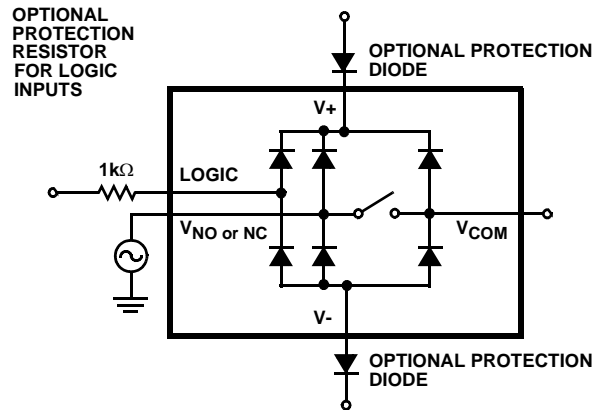 OPTIONAL
PROTECTION
RESISTOR
FOR LOGIC
INPUTS
OPTIONAL PROTECTION
DIODE
V+
1kΩ
LOGIC
VNO or NC
VCOM
V-
OPTIONAL PROTECTION
DIODE